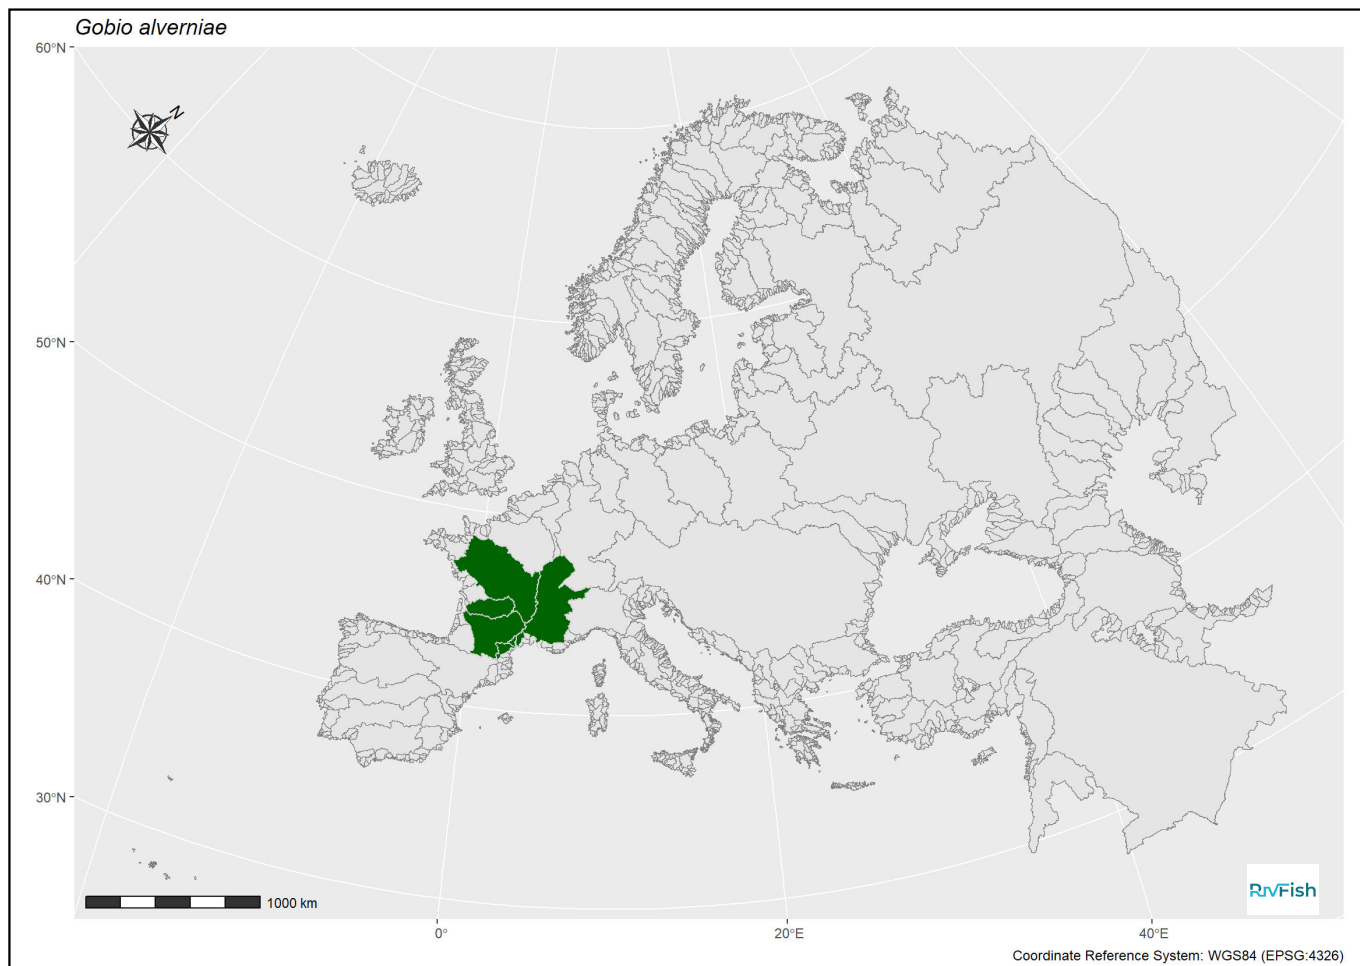 Gobio alverniae
60°N
N
50°N
40°N
30°N
1000 km
RivFish
0°
20°E
40°E
Coordinate Reference System: WGS84 (EPSG:4326)